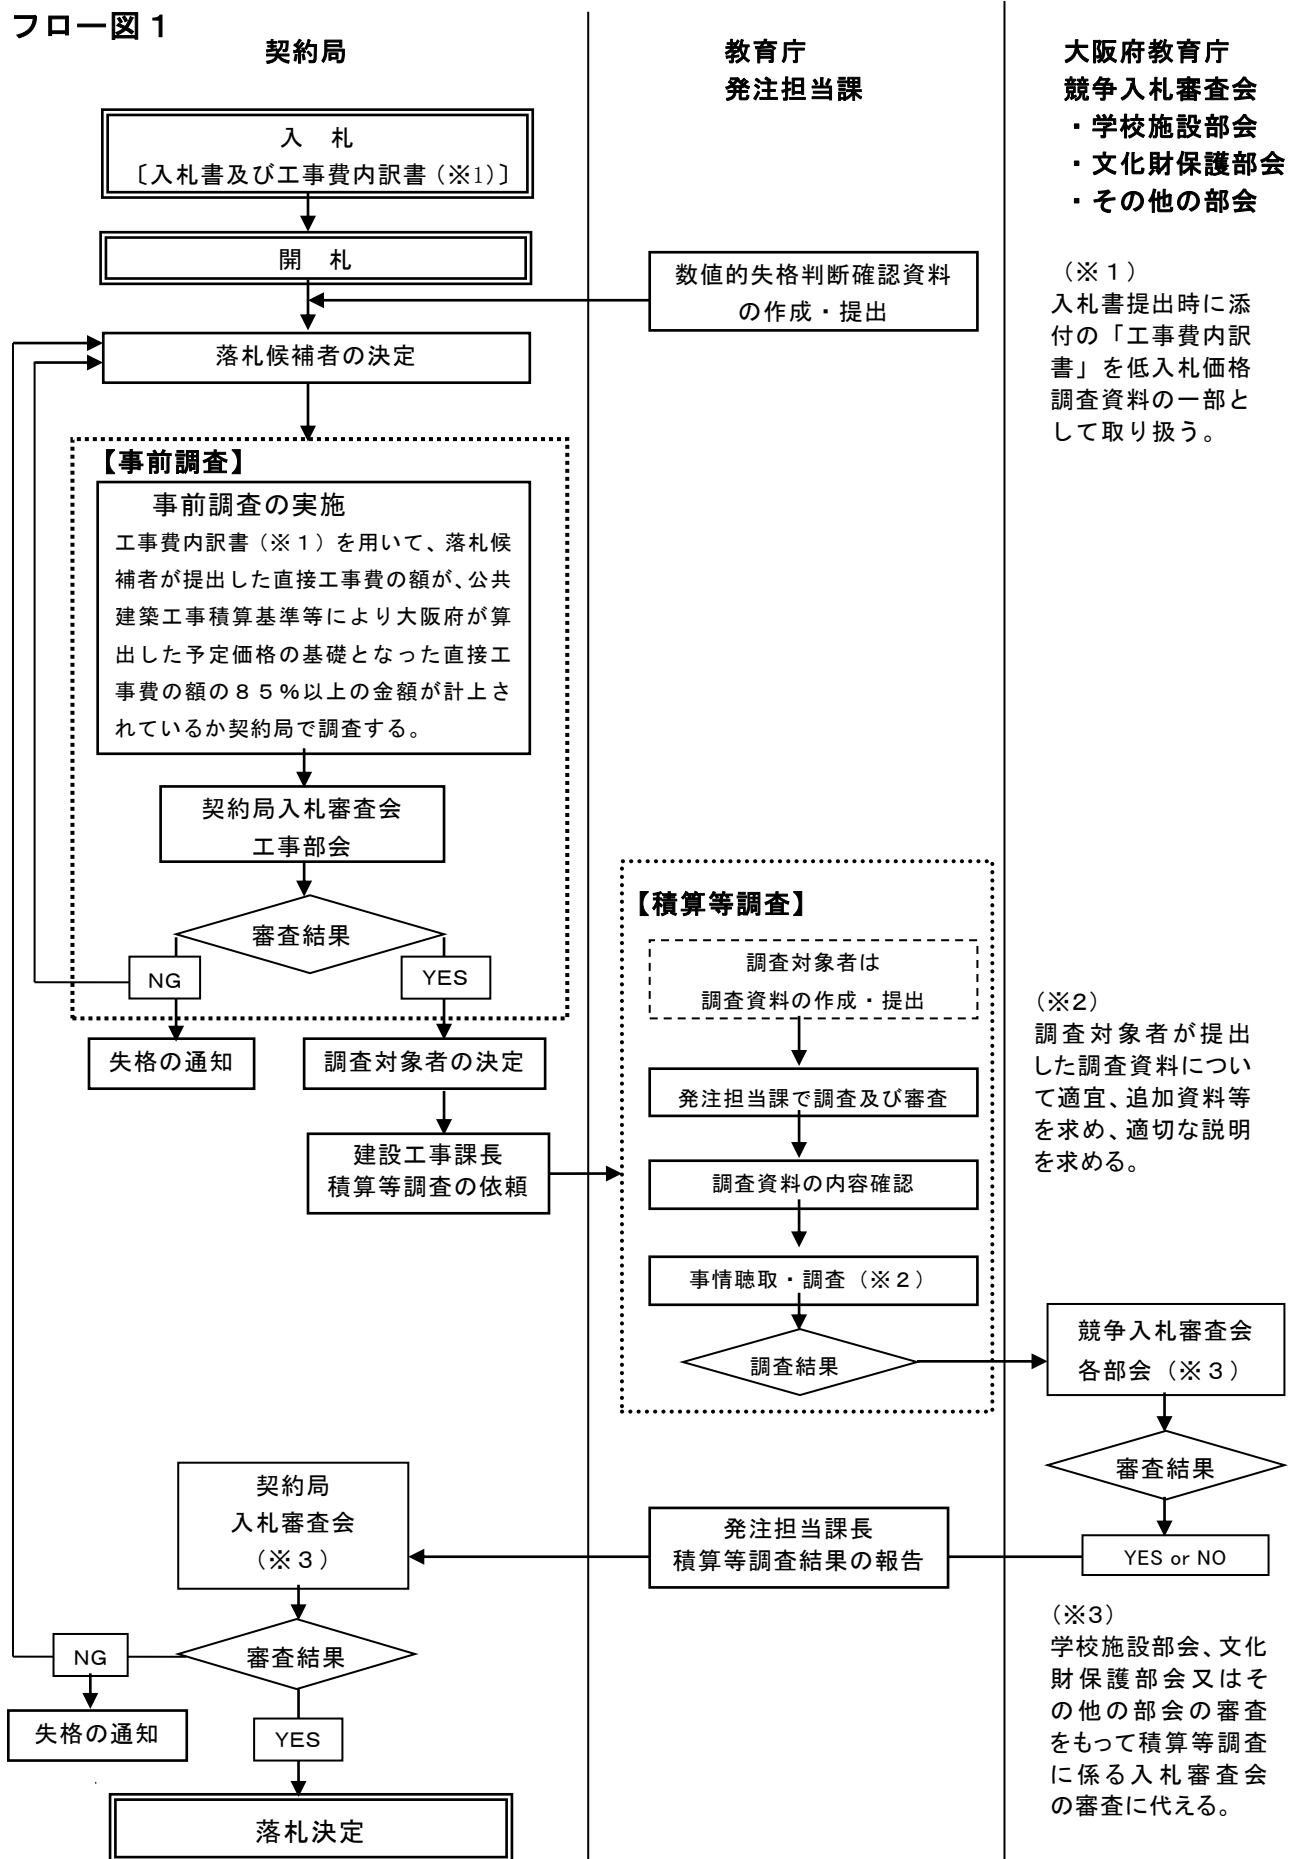 フロー図１
契約局
教育庁
発注担当課
大阪府教育庁
競争入札審査会
・学校施設部会
・文化財保護部会
・その他の部会
入　札
〔入札書及び工事費内訳書（※1）〕
開　札
数値的失格判断確認資料
の作成・提出
（※１）
入札書提出時に添
付の「工事費内訳
書」を低入札価格
調査資料の一部と
して取り扱う。
落札候補者の決定
【事前調査】
事前調査の実施
工事費内訳書（※１）を用いて、落札候
補者が提出した直接工事費の額が、公共
建築工事積算基準等により大阪府が算
出した予定価格の基礎となった直接工
事費の額の８５％以上の金額が計上さ
れているか契約局で調査する。
契約局入札審査会
工事部会
審査結果
NG
YES
失格の通知
調査対象者の決定
建設工事課長
積算等調査の依頼
【積算等調査】
調査対象者は
調査資料の作成・提出
発注担当課で調査及び審査
調査資料の内容確認
事情聴取・調査（※２）
調査結果
（※2）
調査対象者が提出
した調査資料につい
て適宜、追加資料等
を求め、適切な説明
を求める。
競争入札審査会
各部会（※３）
審査結果
YES or NO
発注担当課長
積算等調査結果の報告
契約局
入札審査会
（※３）
審査結果
NG
失格の通知
YES
落札決定
（※3）
学校施設部会、文化
財保護部会又はそ
の他の部会の審査
をもって積算等調査
に係る入札審査会
の審査に代える。